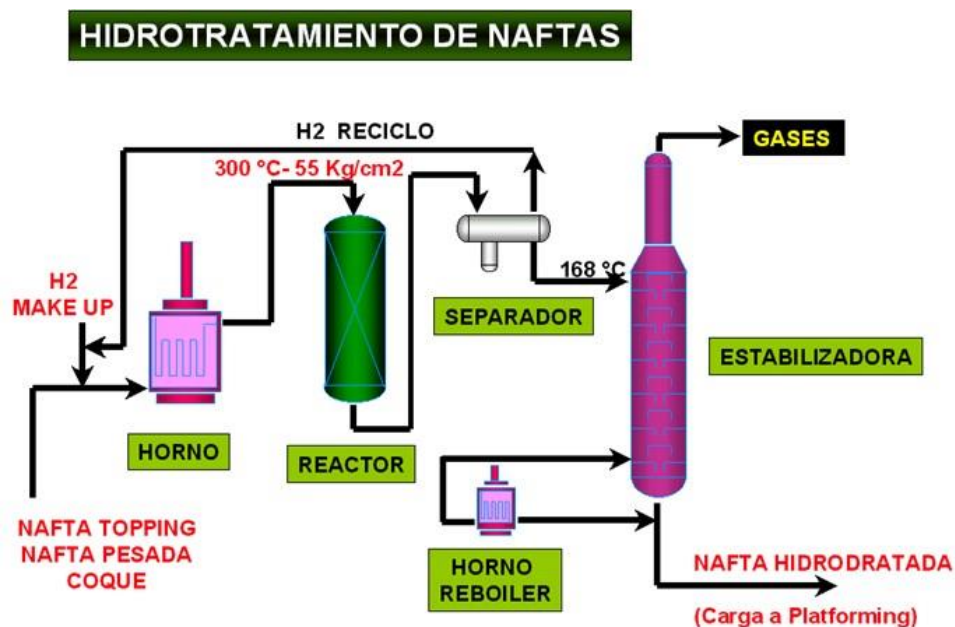 HIDROTRATAMIENTO DE NAFTAS
H2 RECICLO
GASES
300 °C- 55 Kg/cm2
168 °C
H2
MAKE UP
SEPARADOR
ESTABILIZADORA
HORNO
REACTOR
NAFTA TOPPING
NAFTA PESADA
COQUE
HORNO
REBOILER
NAFTA HIDRODRATADA
(Carga a Platforming)